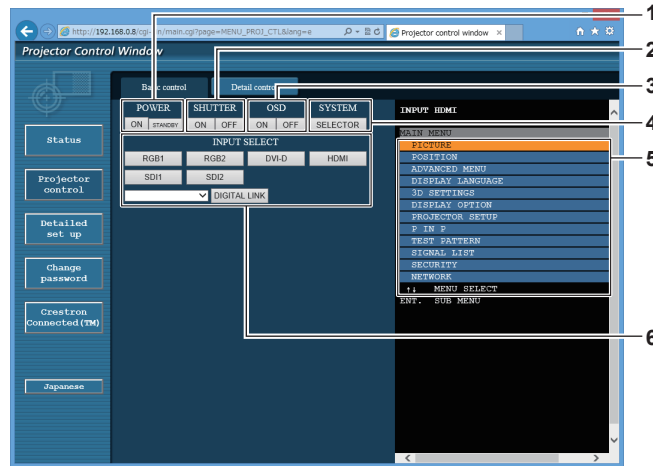 http://192.168.0.8/cgi-bin/main.cgi?page=MENU_PROJ_CTL&lang=e
Projector control window
Projector Control Window
1
2
3
4
5
6
Basic control
Detail control
POWER
SHUTTER
OSD
SYSTEM
ON STANDBY
ON OFF
ON OFF
SELECTOR
INPUT SELECT
RGB1
RGB2
DVI-D
HDMI
SDI1
SDI2
DIGITAL LINK
Status
Projector
control
Detailed
set up
Change
password
Crestron
Connected(TM)
Japanese
INPUT HDMI
MAIN MENU
PICTURE
POSITION
ADVANCED MENU
DISPLAY LANGUAGE
3D SETTINGS
DISPLAY OPTION
PROJECTOR SETUP
P IN P
TEST PATTERN
SIGNAL LIST
SECURITY
NETWORK
↑↓ MENU SELECT
ENT. SUB MENU